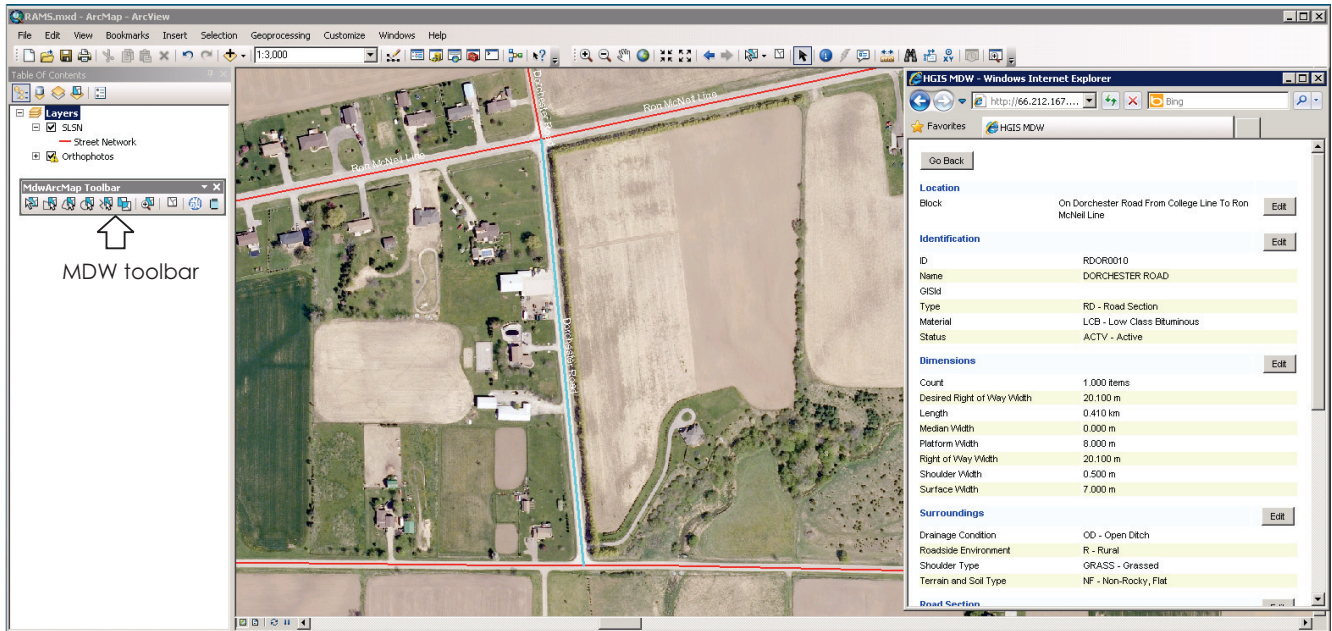 RAMS.mxd - ArcMap - ArcView
File Edit View Bookmarks Insert Selection Geoprocessing Customize Windows Help
1:3,000
Table Of Contents
Layers
SLSN
Street Network
Orthophotos
MdwArcMap Toolbar
MDW toolbar
Ron McNeil Line
Ron McNeil Line
Dorchester Road
HGIS MDW - Windows Internet Explorer
http://66.212.167.... Bing
Favorites HGIS MDW
Go Back
Location
Block On Dorchester Road From College Line To Ron McNeil Line Edit
Identification Edit
ID RDOR0010
Name DORCHESTER ROAD
GISId
Type RD - Road Section
Material LCB - Low Class Bituminous
Status ACTV - Active
Dimensions Edit
Count 1.000 items
Desired Right of Way Width 20.100 m
Length 0.410 km
Median Width 0.000 m
Platform Width 8.000 m
Right of Way Width 20.100 m
Shoulder Width 0.500 m
Surface Width 7.000 m
Surroundings Edit
Drainage Condition OD - Open Ditch
Roadside Environment R - Rural
Shoulder Type GRASS - Grassed
Terrain and Soil Type NF - Non-Rocky, Flat
Road Section